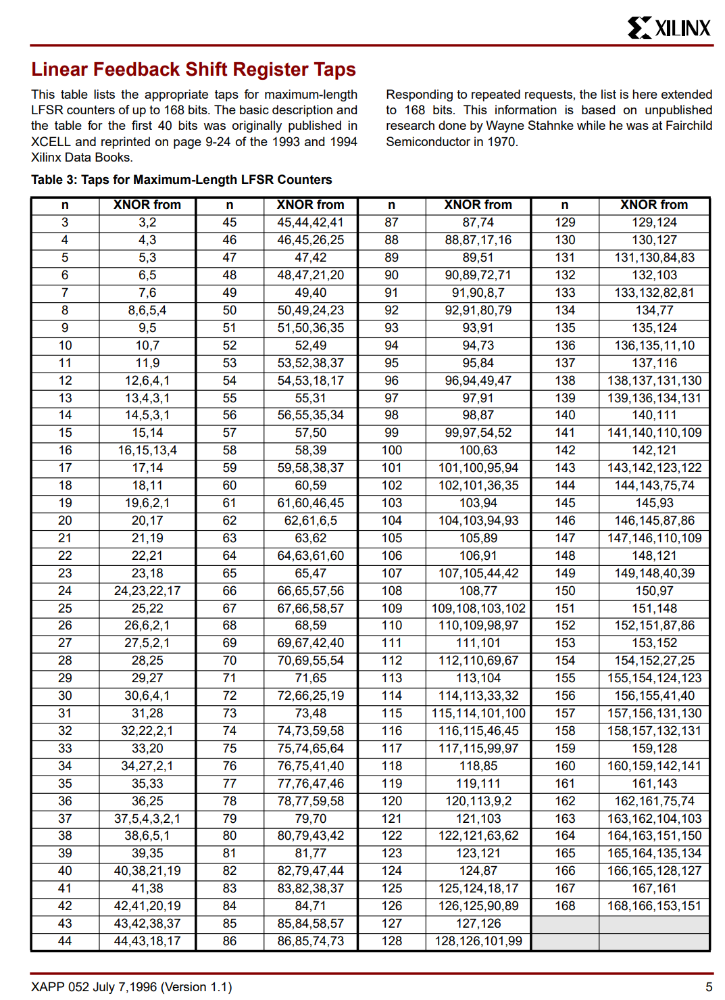 XILINX
Linear Feedback Shift Register Taps
This table lists the appropriate taps for maximum-length
LFSR counters of up to 168 bits. The basic description and
the table for the first 40 bits was originally published in
XCELL and reprinted on page 9-24 of the 1993 and 1994
Xilinx Data Books.
Responding to repeated requests, the list is here extended
to 168 bits. This information is based on unpublished
research done by Wayne Stahnke while he was at Fairchild
Semiconductor in 1970.
Table 3: Taps for Maximum-Length LFSR Counters
n XNOR from n XNOR from n XNOR from n XNOR from
3 3,2 45 45,44,42,41 87 87,74 129 129,124
4 4,3 46 46,45,26,25 88 88,87,17,16 130 130,127
5 5,3 47 47,42 89 89,51 131 131,130,84,83
6 6,5 48 48,47,21,20 90 90,89,72,71 132 132,103
7 7,6 49 49,40 91 91,90,8,7 133 133,132,82,81
8 8,6,5,4 50 50,49,24,23 92 92,91,80,79 134 134,77
9 9,5 51 51,50,36,35 93 93,91 135 135,124
10 10,7 52 52,49 94 94,73 136 136,135,11,10
11 11,9 53 53,52,38,37 95 95,84 137 137,116
12 12,6,4,1 54 54,53,18,17 96 96,94,49,47 138 138,137,131,130
13 13,4,3,1 55 55,31 97 97,91 139 139,136,134,131
14 14,5,3,1 56 56,55,35,34 98 98,87 140 140,111
15 15,14 57 57,50 99 99,97,54,52 141 141,140,110,109
16 16,15,13,4 58 58,39 100 100,63 142 142,121
17 17,14 59 59,58,38,37 101 101,100,95,94 143 143,142,123,122
18 18,11 60 60,59 102 102,101,36,35 144 144,143,75,74
19 19,6,2,1 61 61,60,46,45 103 103,94 145 145,93
20 20,17 62 62,61,6,5 104 104,103,94,93 146 146,145,87,86
21 21,19 63 63,62 105 105,89 147 147,146,110,109
22 22,21 64 64,63,61,60 106 106,91 148 148,121
23 23,18 65 65,47 107 107,105,44,42 149 149,148,40,39
24 24,23,22,17 66 66,65,57,56 108 108,77 150 150,97
25 25,22 67 67,66,58,57 109 109,108,103,102 151 151,148
26 26,6,2,1 68 68,59 110 110,109,98,97 152 152,151,87,86
27 27,5,2,1 69 69,67,42,40 111 111,101 153 153,152
28 28,25 70 70,69,55,54 112 112,110,69,67 154 154,152,27,25
29 29,27 71 71,65 113 113,104 155 155,154,124,123
30 30,6,4,1 72 72,66,25,19 114 114,113,33,32 156 156,155,41,40
31 31,28 73 73,48 115 115,114,101,100 157 157,156,131,130
32 32,22,2,1 74 74,73,59,58 116 116,115,46,45 158 158,157,132,131
33 33,20 75 75,74,65,64 117 117,115,99,97 159 159,128
34 34,27,2,1 76 76,75,41,40 118 118,85 160 160,159,142,141
35 35,33 77 77,76,47,46 119 119,111 161 161,143
36 36,25 78 78,77,59,58 120 120,113,9,2 162 162,161,75,74
37 37,5,4,3,2,1 79 79,70 121 121,103 163 163,162,104,103
38 38,6,5,1 80 80,79,43,42 122 122,121,63,62 164 164,163,151,150
39 39,35 81 81,77 123 123,121 165 165,164,135,134
40 40,38,21,19 82 82,79,47,44 124 124,87 166 166,165,128,127
41 41,38 83 83,82,38,37 125 125,124,18,17 167 167,161
42 42,41,20,19 84 84,71 126 126,125,90,89 168 168,166,153,151
43 43,42,38,37 85 85,84,58,57 127 127,126
44 44,43,18,17 86 86,85,74,73 128 128,126,101,99
XAPP 052 July 7,1996 (Version 1.1) 5